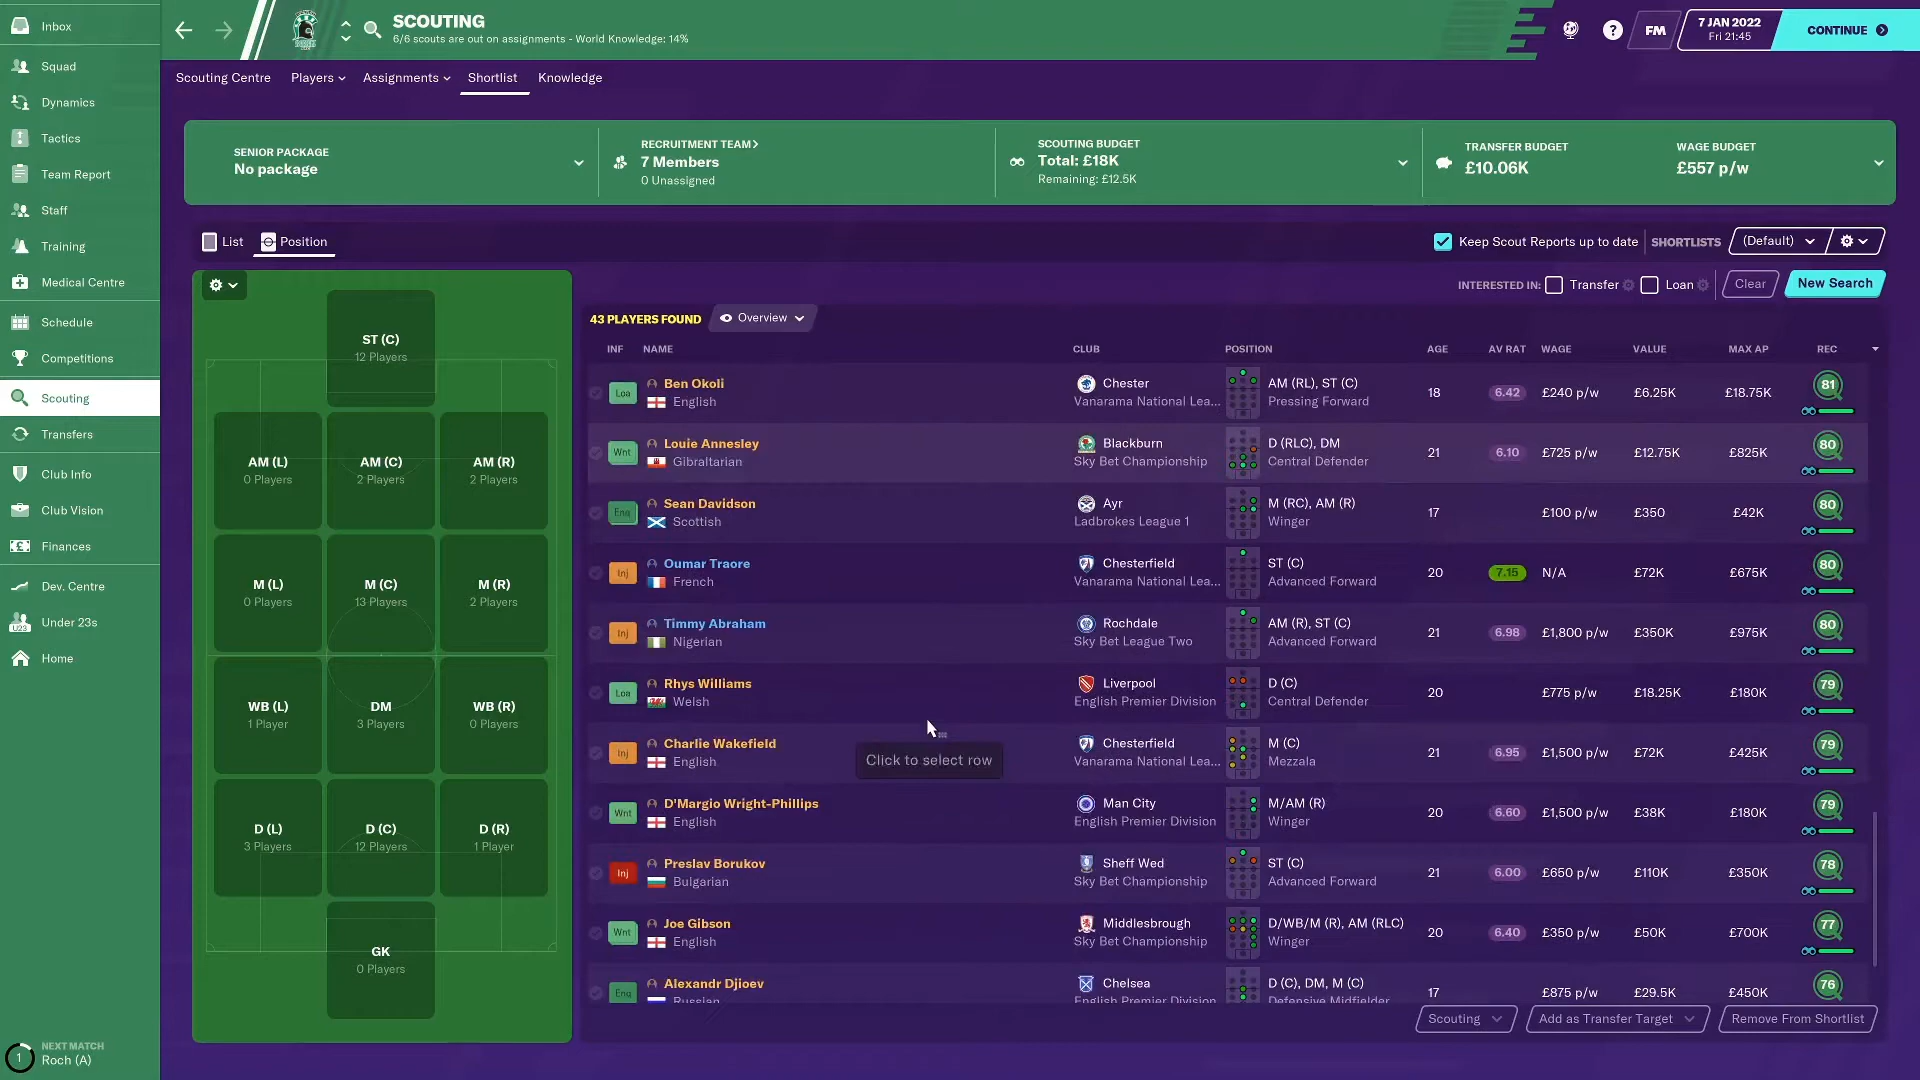 Inbox
Squad
Dynamics
Tactics
Team Report
Staff
Training
Medical Centre
Schedule
Competitions
Scouting
Transfers
Club Info
Club Vision
Finances
Dev. Centre
U23
Under 23s
Home
1
NEXT MATCH
Roch (A)
SCOUTING
6/6 scouts are out on assignments - World Knowledge: 14%
?
FM
7 JAN 2022
Fri 21:45
CONTINUE
Scouting Centre Players Assignments Shortlist Knowledge
SENIOR PACKAGE
No package
RECRUITMENT TEAM>
7 Members
0 Unassigned
SCOUTING BUDGET
Total: £18K
Remaining: £12.5K
TRANSFER BUDGET
£10.06K
WAGE BUDGET
£557 p/w
List Position
Keep Scout Reports up to date SHORTLISTS (Default)
INTERESTED IN: Transfer Loan Clear New Search
ST (C)
12 Players
AM (L)
0 Players
AM (C)
2 Players
AM (R)
2 Players
M (L)
0 Players
M (C)
13 Players
M (R)
2 Players
WB (L)
1 Player
DM
3 Players
WB (R)
0 Players
D (L)
3 Players
D (C)
12 Players
D (R)
1 Player
GK
0 Players
43 PLAYERS FOUND Overview
INF NAME CLUB POSITION AGE AV RAT WAGE VALUE MAX AP REC
Ben Okoli Chester AM (RL), ST (C)
Loa 18 6.42 £240 p/w £6.25K £18.75K 81
English Vanarama National Lea... Pressing Forward
Louie Annesley Blackburn D (RLC), DM
Wnt 21 6.10 £725 p/w £12.75K £825K 80
Gibraltarian Sky Bet Championship Central Defender
Sean Davidson Ayr M (RC), AM (R)
Enq 17 £100 p/w £350 £42K 80
Scottish Ladbrokes League 1 Winger
Oumar Traore Chesterfield ST (C)
Inj 20 7.15 N/A £72K £675K 80
French Vanarama National Lea... Advanced Forward
Timmy Abraham Rochdale AM (R), ST (C)
Inj 21 6.98 £1,800 p/w £350K £975K 80
Nigerian Sky Bet League Two Advanced Forward
Rhys Williams Liverpool D (C)
Loa 20 £775 p/w £18.25K £180K 79
Welsh English Premier Division Central Defender
Charlie Wakefield Chesterfield M (C)
Inj 21 6.95 £1,500 p/w £72K £425K 79
English Vanarama National Lea... Mezzala
Click to select row
D'Margio Wright-Phillips Man City M/AM (R)
Wnt 20 6.60 £1,500 p/w £38K £180K 79
English English Premier Division Winger
Preslav Borukov Sheff Wed ST (C)
Inj 21 6.00 £650 p/w £110K £350K 78
Bulgarian Sky Bet Championship Advanced Forward
Joe Gibson Middlesbrough D/WB/M (R), AM (RLC)
Wnt 20 6.40 £350 p/w £50K £700K 77
English Sky Bet Championship Winger
Alexandr Djioev Chelsea D (C), DM, M (C)
Enq 17 £875 p/w £29.5K £450K 76
Russian English Premier Division Defensive Midfielder
Scouting Add as Transfer Target Remove From Shortlist